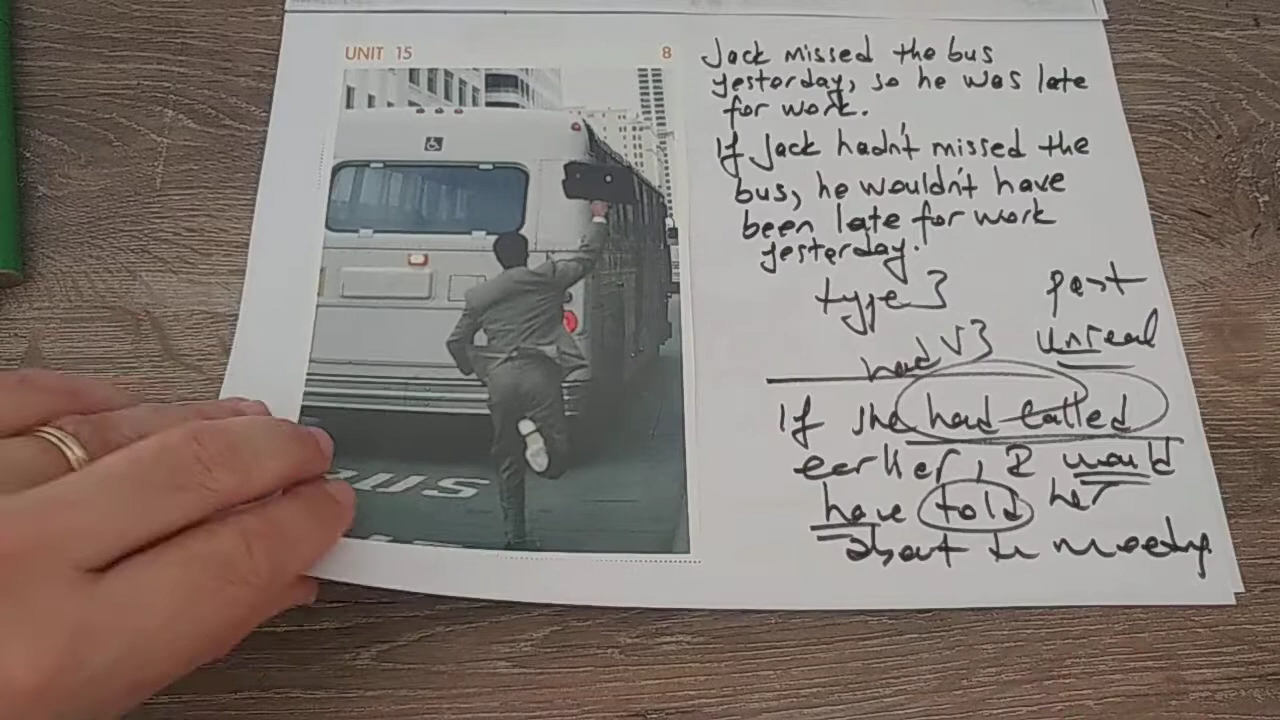 UNIT 15 8
BUS
Jack missed the bus
yesterday, so he was late
for work.
If Jack hadn't missed the
bus, he wouldn't have
been late for work
yesterday.
type 3 past
had V3 unreal
If she had called
earlier, I would
have told her
about the meeting